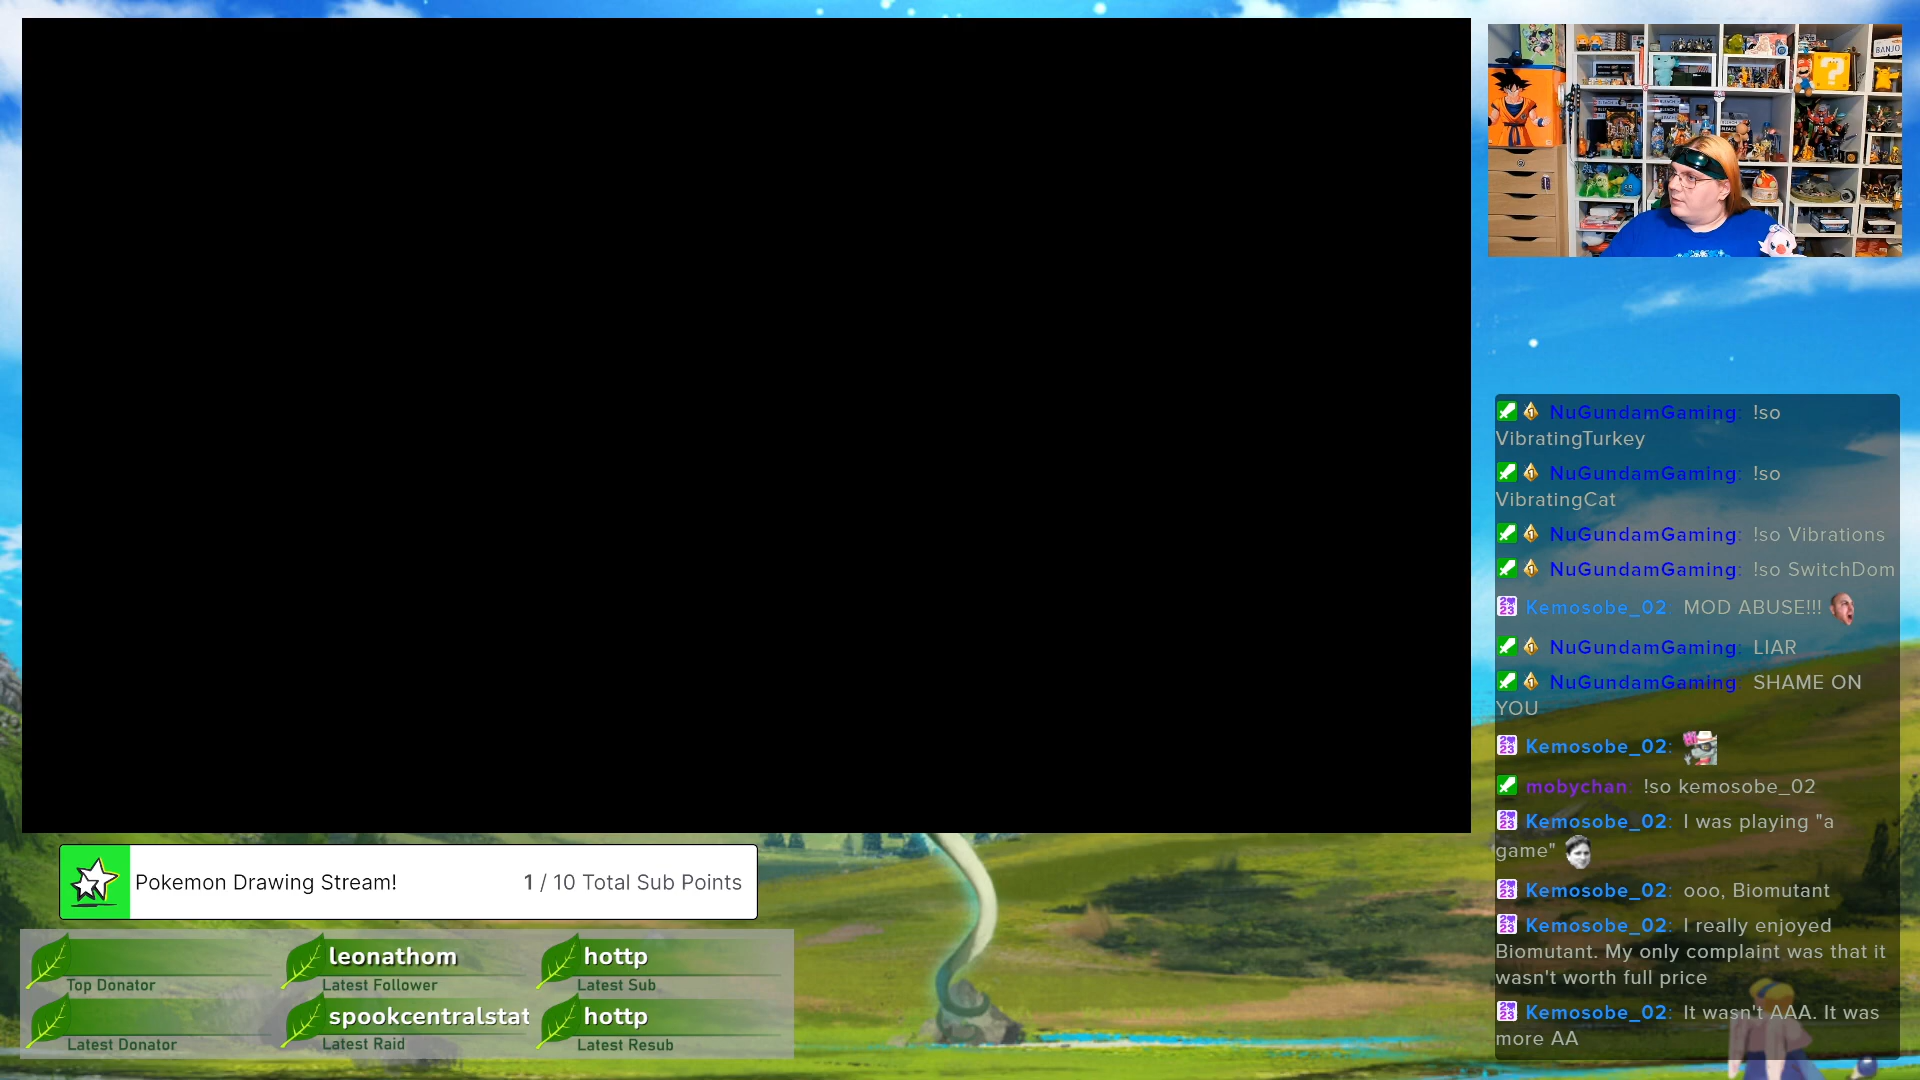 BANJO
BLEACH
NuGundamGaming: !so
VibratingTurkey
NuGundamGaming: !so
VibratingCat
NuGundamGaming: !so Vibrations
NuGundamGaming: !so SwitchDom
Kemosobe_02: MOD ABUSE!!!
NuGundamGaming: LIAR
NuGundamGaming: SHAME ON
YOU
Kemosobe_02:
mobychan: !so kemosobe_02
Kemosobe_02: I was playing "a
game"
Kemosobe_02: ooo, Biomutant
Kemosobe_02: I really enjoyed
Biomutant. My only complaint was that it
wasn't worth full price
Kemosobe_02: It wasn't AAA. It was
more AA
Pokemon Drawing Stream! 1 / 10 Total Sub Points
Top Donator
leonathom
Latest Follower
hottp
Latest Sub
Latest Donator
spookcentralstat
Latest Raid
hottp
Latest Resub